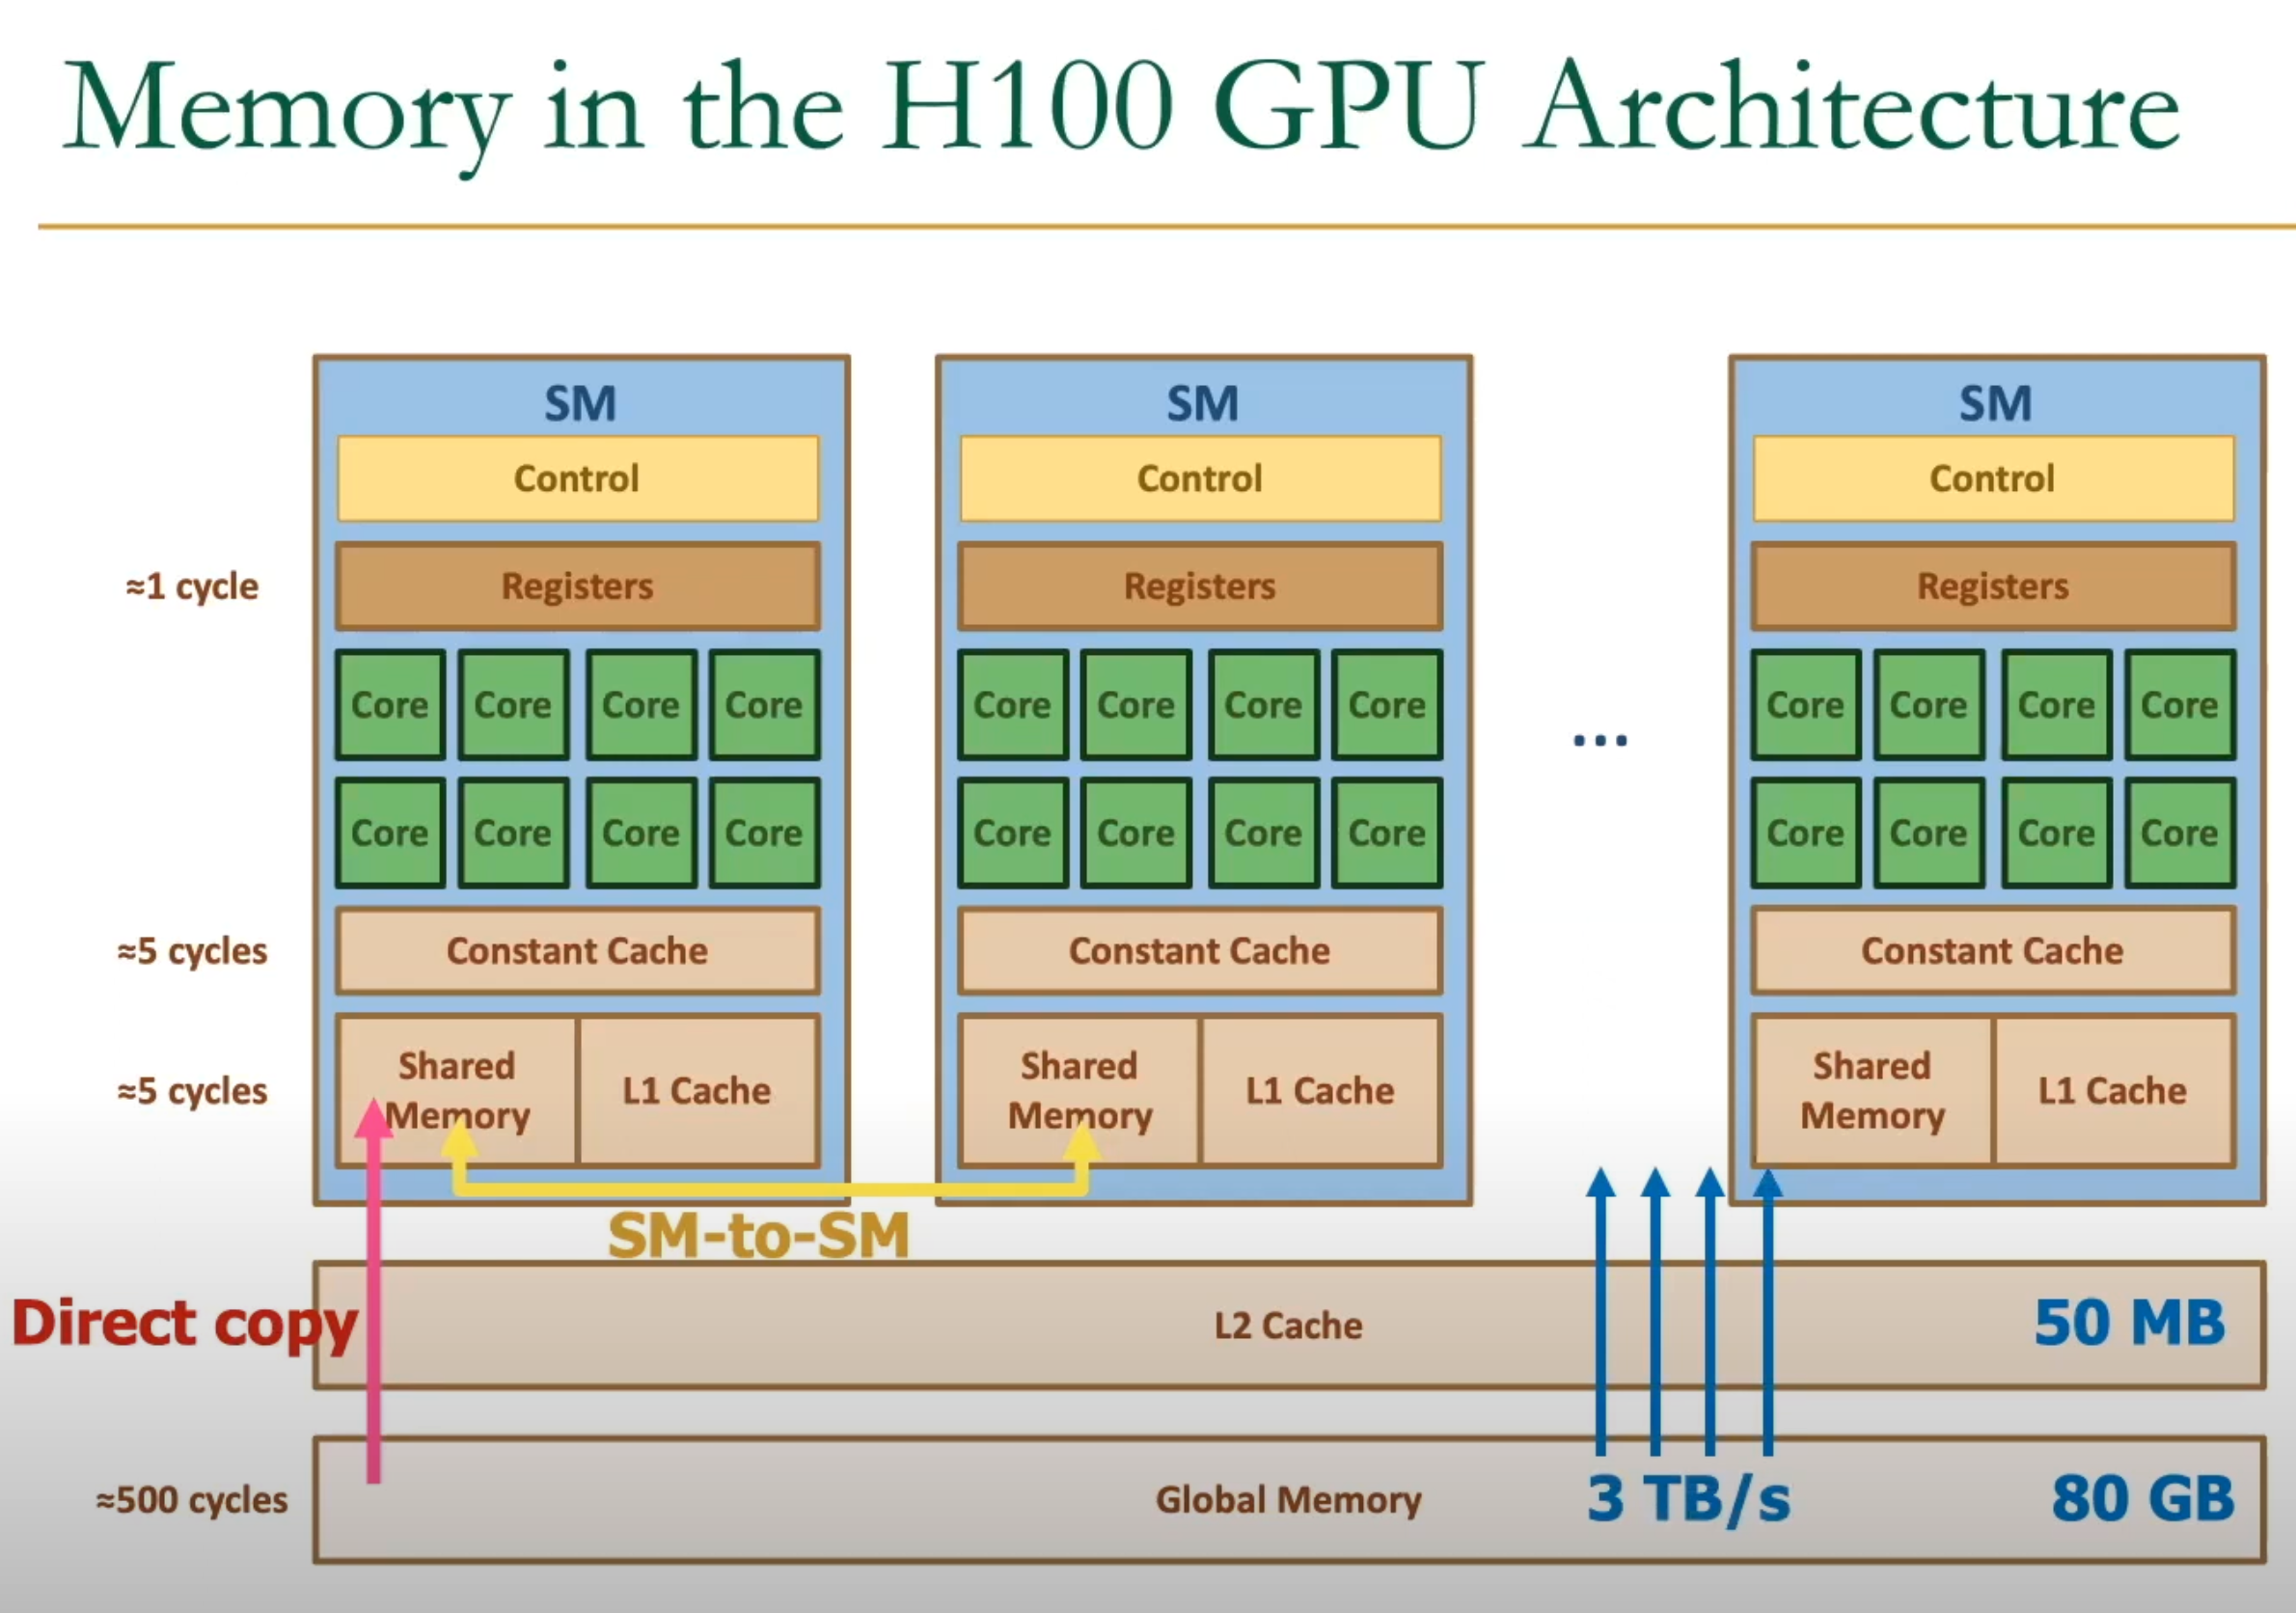 Memory in the H100 GPU Architecture
SM SM SM
Control Control Control
≈1 cycle Registers Registers Registers
Core Core Core Core Core Core Core Core Core Core Core Core
...
Core Core Core Core Core Core Core Core Core Core Core Core
≈5 cycles Constant Cache Constant Cache Constant Cache
≈5 cycles Shared Memory L1 Cache Shared Memory L1 Cache Shared Memory L1 Cache
SM-to-SM
Direct copy L2 Cache 50 MB
≈500 cycles Global Memory 3 TB/s 80 GB